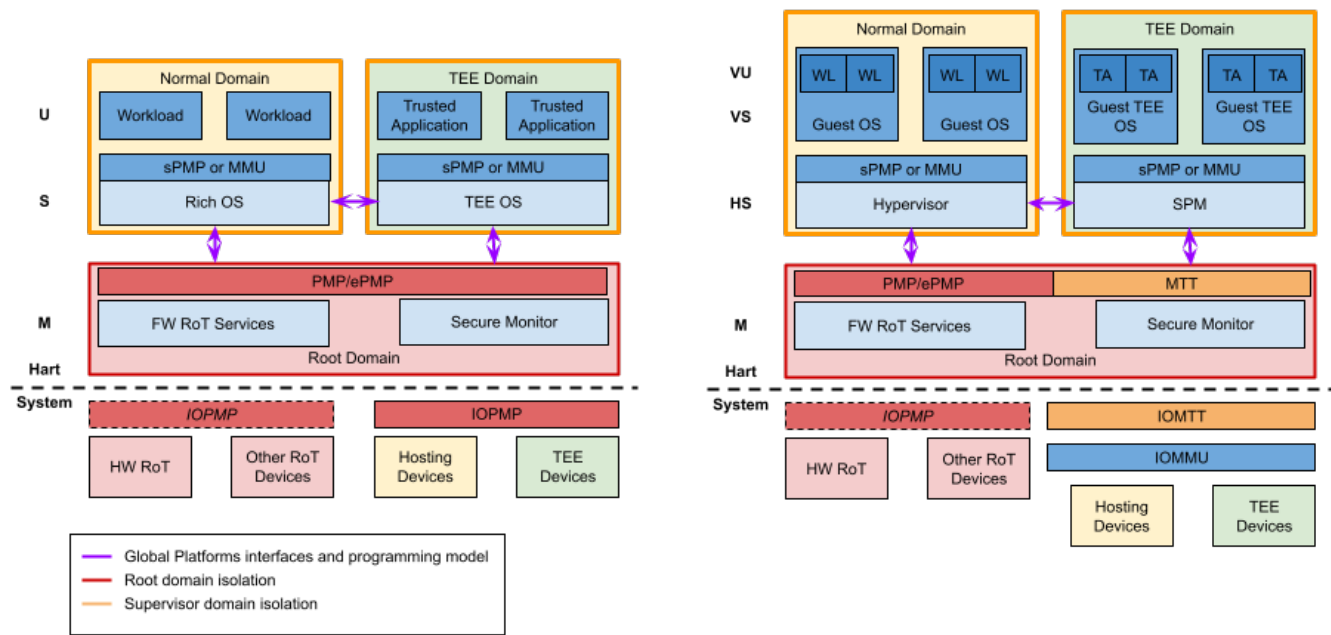 Normal Domain
TEE Domain
U
Workload
Workload
Trusted
Application
Trusted
Application
sPMP or MMU
sPMP or MMU
S
Rich OS
TEE OS
PMP/ePMP
M
FW RoT Services
Secure Monitor
Root Domain
Hart
System
IOPMP
IOPMP
HW RoT
Other RoT
Devices
Hosting
Devices
TEE
Devices
Global Platforms interfaces and programming model
Root domain isolation
Supervisor domain isolation
Normal Domain
TEE Domain
VU
WL WL
WL WL
TA TA
TA TA
VS
Guest OS
Guest OS
Guest TEE
OS
Guest TEE
OS
sPMP or MMU
sPMP or MMU
HS
Hypervisor
SPM
PMP/ePMP
MTT
M
FW RoT Services
Secure Monitor
Root Domain
Hart
System
IOPMP
IOMTT
HW RoT
Other RoT
Devices
IOMMU
Hosting
Devices
TEE
Devices